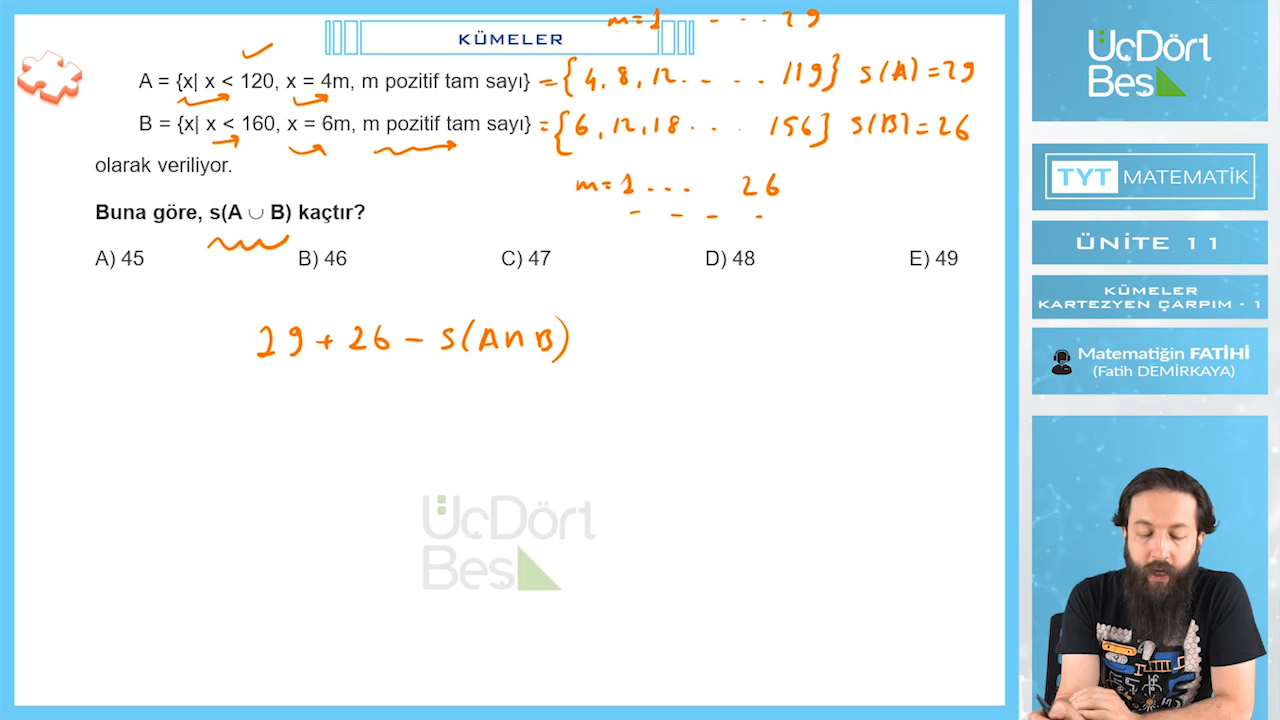 m=1 . - . . 29
KÜMELER
A = {x| x < 120, x = 4m, m pozitif tam sayı} = {4, 8, 12 . - . . . 119} s(A) = 29
B = {x| x < 160, x = 6m, m pozitif tam sayı} = {6, 12, 18 . . . 156} s(B) = 26
olarak veriliyor.
m=1 . . . 26
Buna göre, s(A ∪ B) kaçtır?
A) 45 B) 46 C) 47 D) 48 E) 49
29 + 26 - s(A∩B)
ÜçDört
Beş
ÜçDört
Beş
TYT MATEMATİK
ÜNİTE 11
KÜMELER
KARTEZYEN ÇARPIM - 1
Matematiğin FATİHİ
(Fatih DEMİRKAYA)